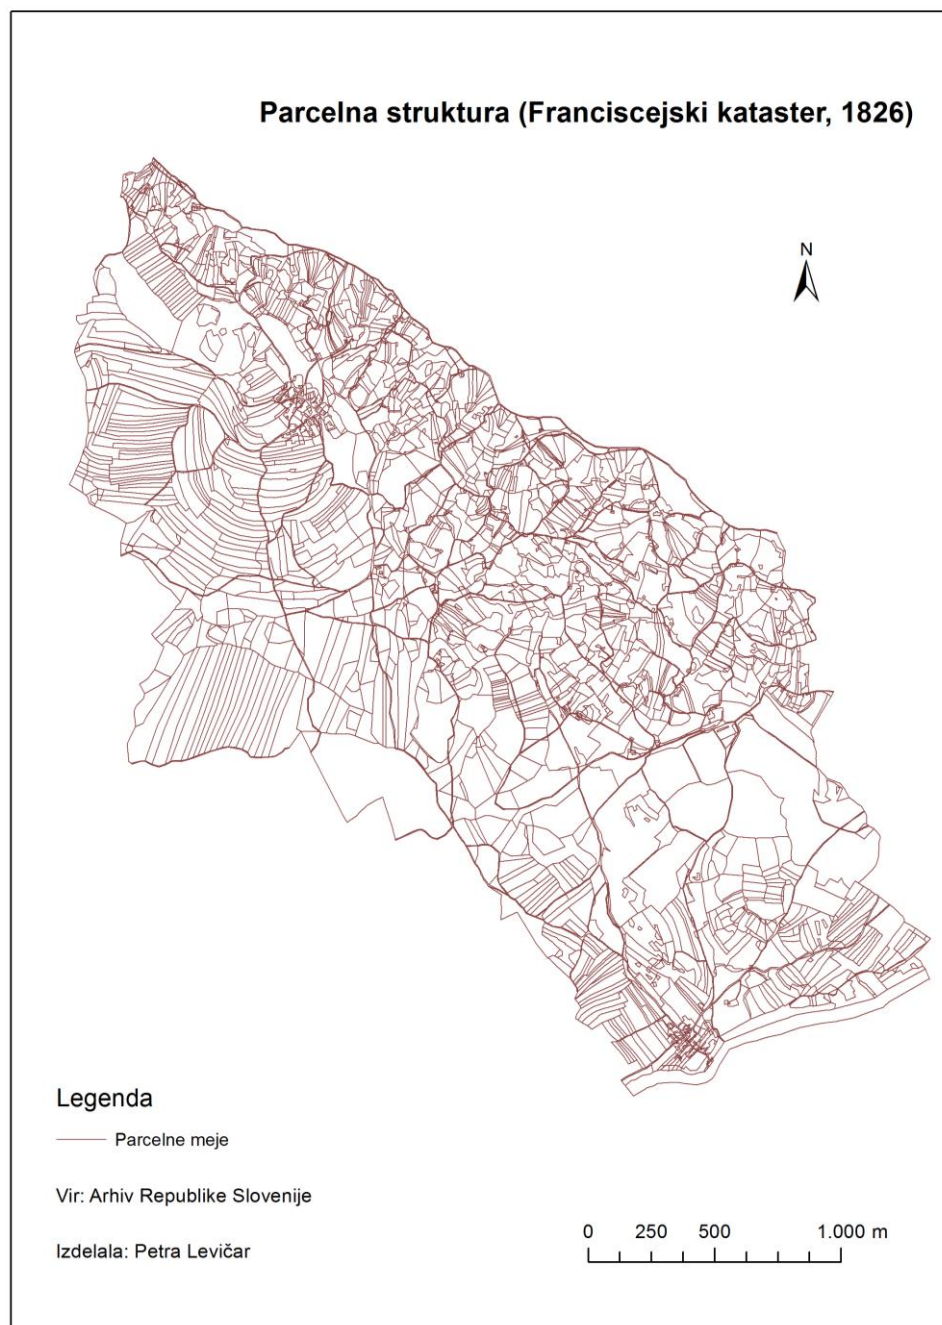 Parcelna struktura (Franciscejski kataster, 1826)
N
Legenda
Parcelne meje
Vir: Arhiv Republike Slovenije
Izdelala: Petra Levičar
0 250 500 1.000 m